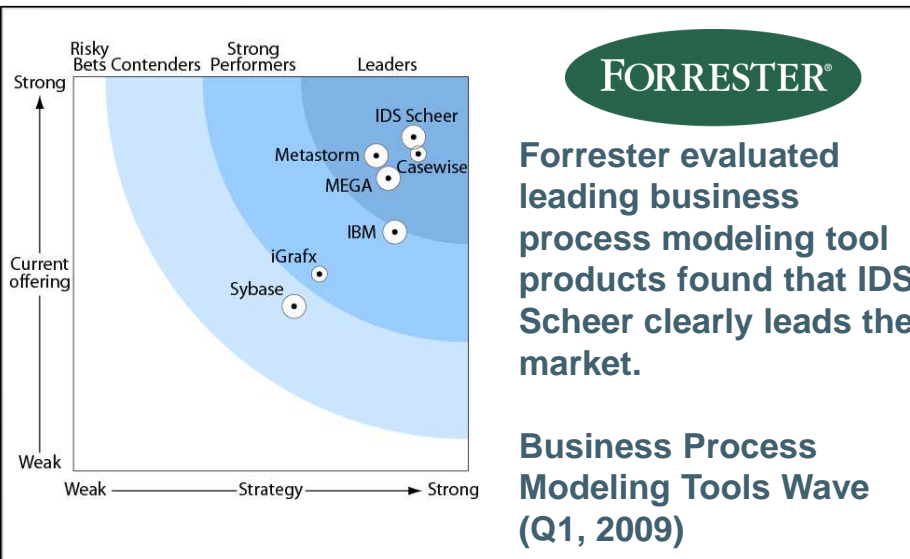 Risky
Bets Contenders
Strong
Performers
Leaders
Strong
IDS Scheer
Metastorm
Casewise
MEGA
IBM
Current
offering
iGrafx
Sybase
Weak
Weak
Strategy
Strong
FORRESTER®
Forrester evaluated
leading business
process modeling tool
products found that IDS
Scheer clearly leads the
market.
Business Process
Modeling Tools Wave
(Q1, 2009)